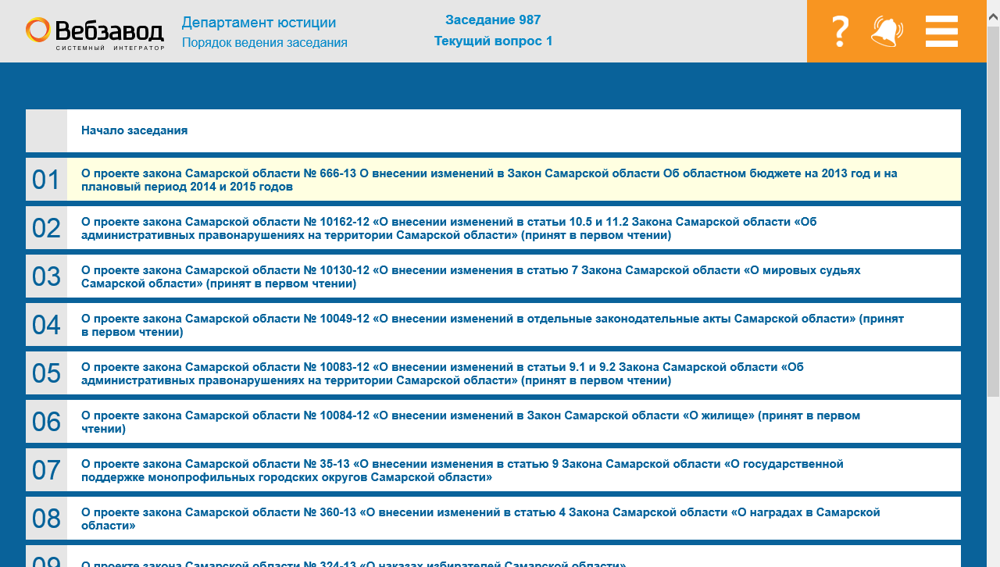 Вебзавод
СИСТЕМНЫЙ ИНТЕГРАТОР
Департамент юстиции
Порядок ведения заседания
Заседание 987
Текущий вопрос 1
?
Начало заседания
01
О проекте закона Самарской области № 666-13 О внесении изменений в Закон Самарской области Об областном бюджете на 2013 год и на
плановый период 2014 и 2015 годов
02
О проекте закона Самарской области № 10162-12 «О внесении изменений в статьи 10.5 и 11.2 Закона Самарской области «Об
административных правонарушениях на территории Самарской области» (принят в первом чтении)
03
О проекте закона Самарской области № 10130-12 «О внесении изменения в статью 7 Закона Самарской области «О мировых судьях
Самарской области» (принят в первом чтении)
04
О проекте закона Самарской области № 10049-12 «О внесении изменений в отдельные законодательные акты Самарской области» (принят
в первом чтении)
05
О проекте закона Самарской области № 10083-12 «О внесении изменений в статьи 9.1 и 9.2 Закона Самарской области «Об
административных правонарушениях на территории Самарской области» (принят в первом чтении)
06
О проекте закона Самарской области № 10084-12 «О внесении изменений в Закон Самарской области «О жилище» (принят в первом
чтении)
07
О проекте закона Самарской области № 35-13 «О внесении изменения в статью 9 Закона Самарской области «О государственной
поддержке монопрофильных городских округов Самарской области»
08
О проекте закона Самарской области № 360-13 «О внесении изменений в статью 4 Закона Самарской области «О наградах в Самарской
области»
09
О проекте закона Самарской области № 324-13 «О наказах избирателей Самарской области»